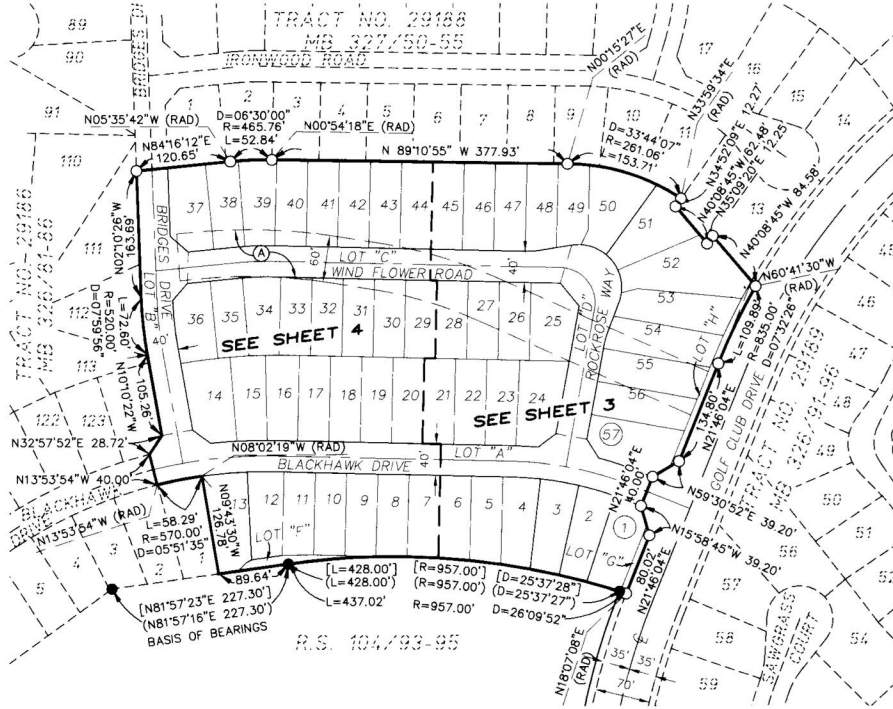 TRACT NO. 29188
MB 327/50-55
IRONWOOD ROAD
89
90
91
110
111
112
113
122
123
BRIDGES DR
1
2
3
4
5
6
7
8
9
10
11
17
16
15
14
13
N00°15'27"E
(RAD)
N33°59'34"E
(RAD)
N05°35'42"W (RAD)
D=06°30'00"
R=465.76'
L=52.84'
N00°54'18"E (RAD)
N84°16'12"E
120.65'
N 89°10'55" W 377.93'
D=33°44'07"
R=261.06'
L=153.71'
N34°52'09"E 12.27'
N40°08'45"W 62.48'
N35°09'20"E 12.25'
N40°08'45"W 84.58'
N60°41'30"W
(RAD)
TRACT NO. 29186
MB 326/81-86
N02°10'26"W
163.69'
L=72.60'
R=520.00'
D=07°59'56"
BRIDGES DRIVE
LOT "B"
37
38
39
40
41
42
43
44
45
46
47
48
49
50
51
52
53
54
55
56
57
A
60'
LOT "C"
WIND FLOWER ROAD
40'
LOT "D"
ROCKROSE WAY
LOT "H"
L=109.89'
R=835.00'
D=07°32'26"
36
35
34
33
32
31
30
29
28
27
26
25
SEE SHEET 4
14
15
16
17
18
19
20
21
22
23
24
SEE SHEET 3
134.80'
N21°46'04"E
GOLF CLUB DRIVE
TRACT NO. 29189
MB 326/91-96
46
47
48
49
50
51
N10°10'22"W
105.26'
N32°57'52"E 28.72'
N13°53'54"W 40.00'
N08°02'19"W (RAD)
BLACKHAWK DRIVE
LOT "A"
40'
N21°46'04"E
40.00'
N59°30'52"E 39.20'
BLACKHAWK
DRIVE
N13°53'54"W (RAD)
L=58.29'
R=570.00'
D=05°51'35"
N08°43'30"W
126.78'
13
12
11
10
9
8
7
6
5
4
3
2
1
LOT "F"
LOT "G"
N15°58'45"W 39.20'
80.02'
N21°46'04"E
5
4
3
2
1
89.64'
[N81°57'23"E 227.30']
(N81°57'16"E 227.30')
BASIS OF BEARINGS
[L=428.00']
(L=428.00')
L=437.02'
[R=957.00']
(R=957.00')
R=957.00'
[D=25°37'28"]
(D=25°37'27")
D=26°09'52"
R.S. 104/93-95
N18°07'08"E
(RAD)
35'
35'
70'
56
57
58
59
52
54
SAWGRASS
COURT